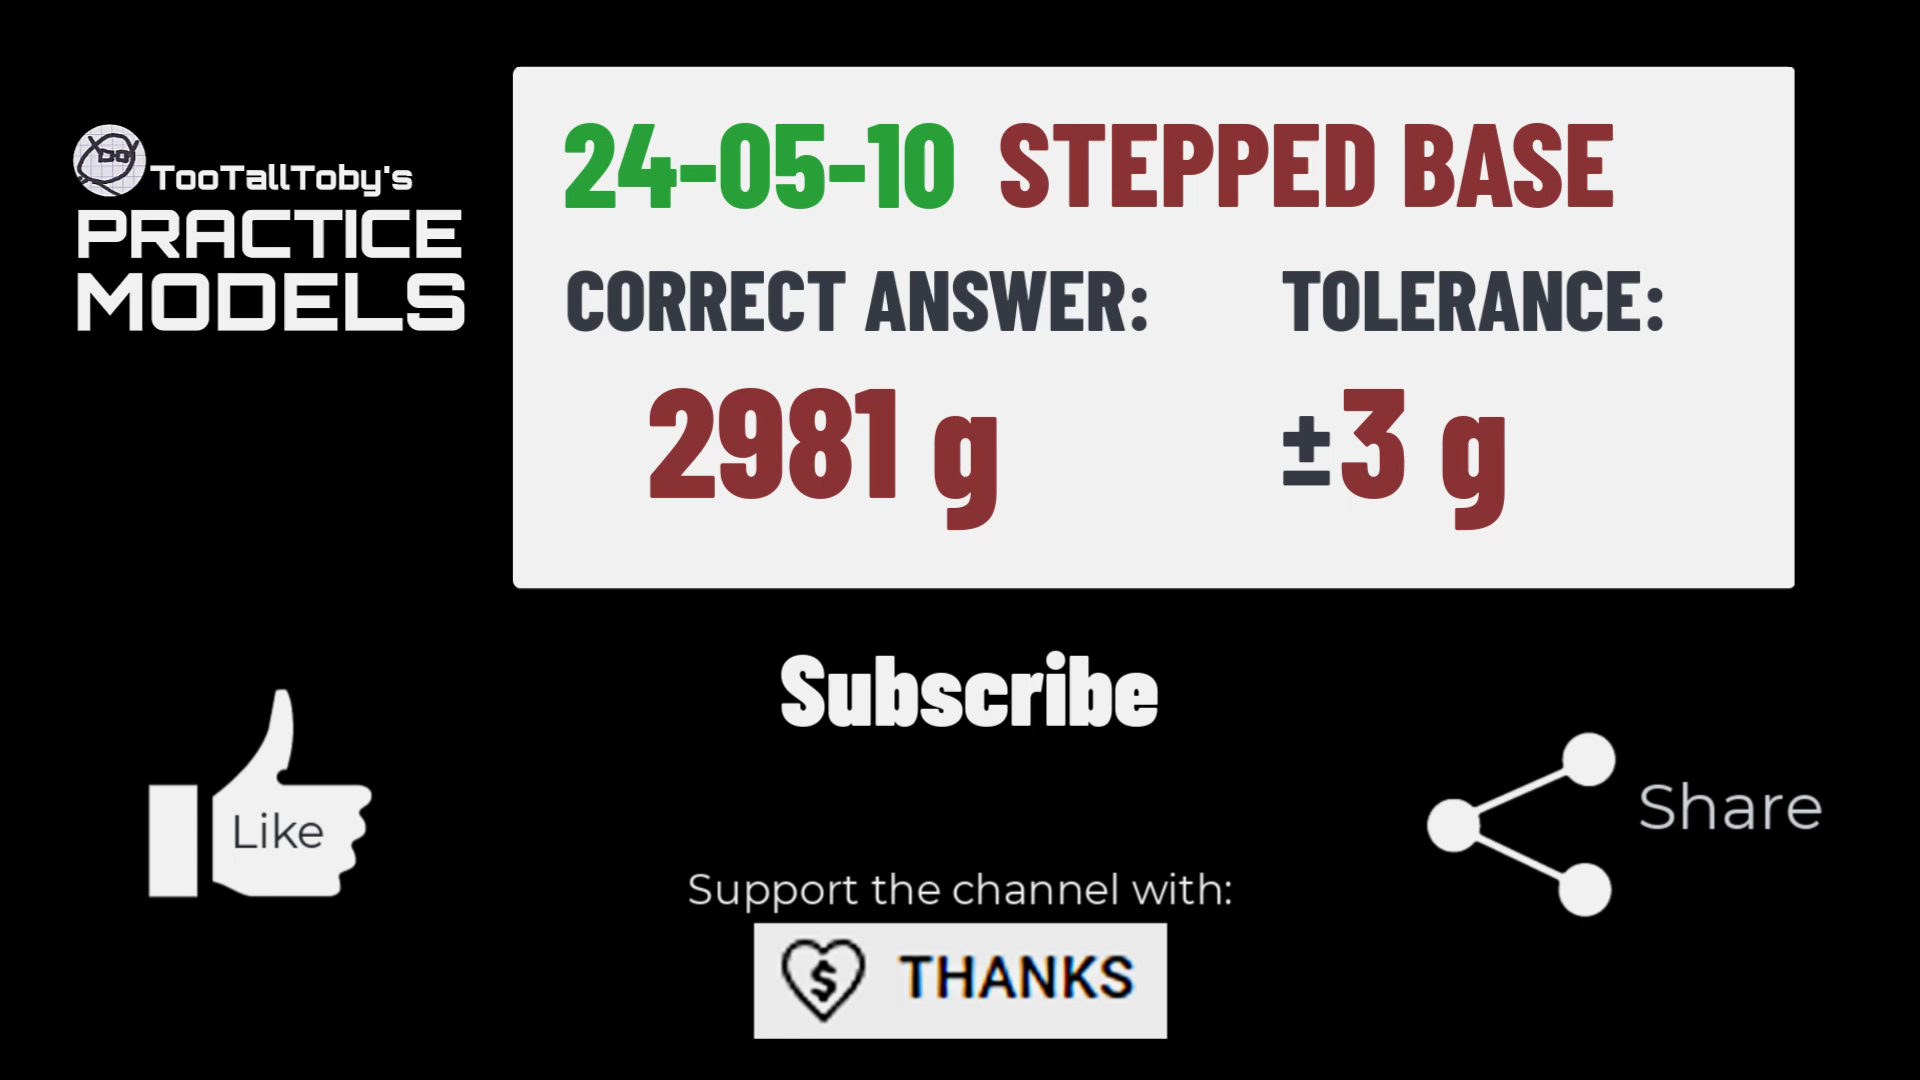 TooTallToby's
PRACTICE
MODELS
24-05-10 STEPPED BASE
CORRECT ANSWER: TOLERANCE:
2981 g ±3 g
Subscribe
Like
Share
Support the channel with:
$ THANKS